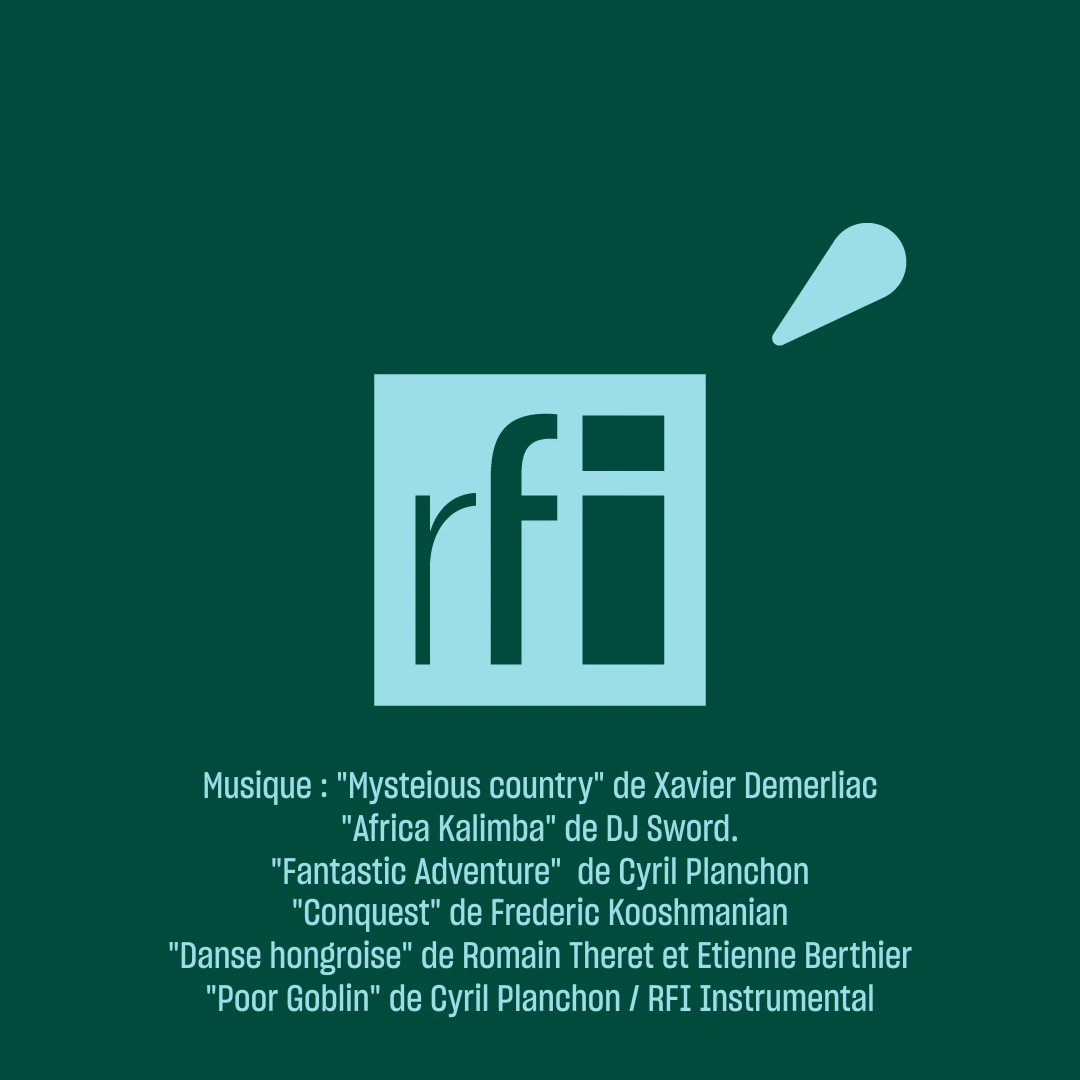 rfi
Musique : "Mysteious country" de Xavier Demerliac
"Africa Kalimba" de DJ Sword.
"Fantastic Adventure"  de Cyril Planchon
"Conquest" de Frederic Kooshmanian
"Danse hongroise" de Romain Theret et Etienne Berthier
"Poor Goblin" de Cyril Planchon / RFI Instrumental